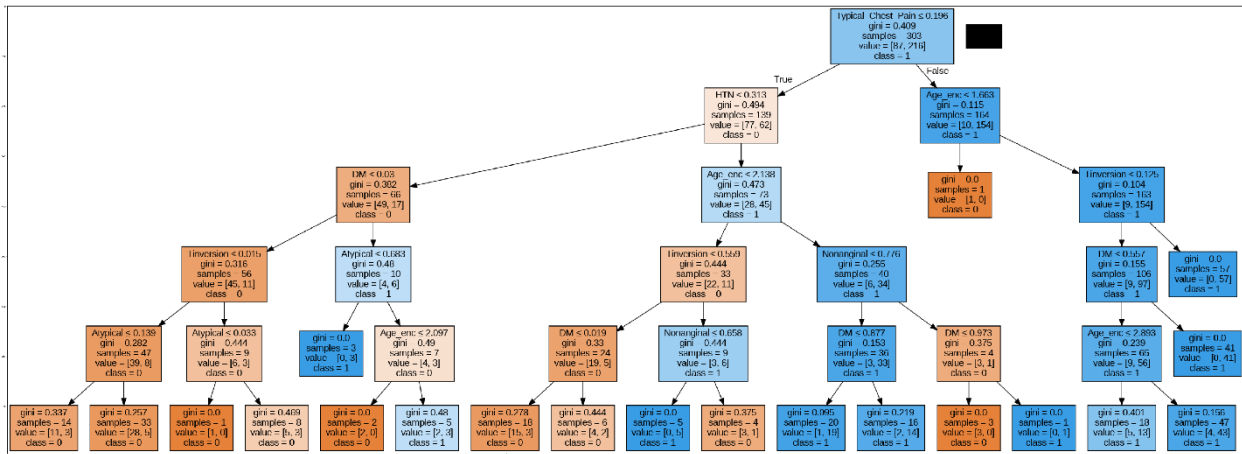 Typical_Chest_Pain ≤ 0.196
gini = 0.409
samples = 303
value = [87, 216]
class = 1
True
False
HTN ≤ 0.313
gini = 0.494
samples = 139
value = [77, 62]
class = 0
Age_enc ≤ 1.663
gini = 0.115
samples = 164
value = [10, 154]
class = 1
DM ≤ 0.03
gini = 0.382
samples = 66
value = [49, 17]
class = 0
Age_enc ≤ 2.138
gini = 0.473
samples = 73
value = [28, 45]
class = 1
gini = 0.0
samples = 1
value = [1, 0]
class = 0
Tinversion ≤ 0.125
gini = 0.104
samples = 163
value = [9, 154]
class = 1
Tinversion ≤ 0.015
gini = 0.316
samples = 56
value = [45, 11]
class = 0
Atypical ≤ 0.683
gini = 0.48
samples = 10
value = [4, 6]
class = 1
Tinversion ≤ 0.559
gini = 0.444
samples = 33
value = [22, 11]
class = 0
Nonanginal ≤ 0.776
gini = 0.255
samples = 40
value = [6, 34]
class = 1
DM ≤ 0.557
gini = 0.155
samples = 106
value = [9, 97]
class = 1
gini = 0.0
samples = 57
value = [0, 57]
class = 1
Atypical ≤ 0.139
gini = 0.282
samples = 47
value = [39, 8]
class = 0
Atypical ≤ 0.033
gini = 0.444
samples = 9
value = [6, 3]
class = 0
gini = 0.0
samples = 3
value = [0, 3]
class = 1
Age_enc ≤ 2.097
gini = 0.49
samples = 7
value = [4, 3]
class = 0
DM ≤ 0.019
gini = 0.33
samples = 24
value = [19, 5]
class = 0
Nonanginal ≤ 0.658
gini = 0.444
samples = 9
value = [3, 6]
class = 1
DM ≤ 0.877
gini = 0.153
samples = 36
value = [3, 33]
class = 1
DM ≤ 0.973
gini = 0.375
samples = 4
value = [3, 1]
class = 0
Age_enc ≤ 2.893
gini = 0.239
samples = 65
value = [9, 56]
class = 1
gini = 0.0
samples = 41
value = [0, 41]
class = 1
gini = 0.337
samples = 14
value = [11, 3]
class = 0
gini = 0.257
samples = 33
value = [28, 5]
class = 0
gini = 0.0
samples = 1
value = [1, 0]
class = 0
gini = 0.469
samples = 8
value = [5, 3]
class = 0
gini = 0.0
samples = 2
value = [2, 0]
class = 0
gini = 0.48
samples = 5
value = [2, 3]
class = 1
gini = 0.278
samples = 18
value = [15, 3]
class = 0
gini = 0.444
samples = 6
value = [4, 2]
class = 0
gini = 0.0
samples = 5
value = [0, 5]
class = 1
gini = 0.375
samples = 4
value = [3, 1]
class = 0
gini = 0.095
samples = 20
value = [1, 19]
class = 1
gini = 0.219
samples = 16
value = [2, 14]
class = 1
gini = 0.0
samples = 3
value = [3, 0]
class = 0
gini = 0.0
samples = 1
value = [0, 1]
class = 1
gini = 0.401
samples = 18
value = [5, 13]
class = 1
gini = 0.156
samples = 47
value = [4, 43]
class = 1